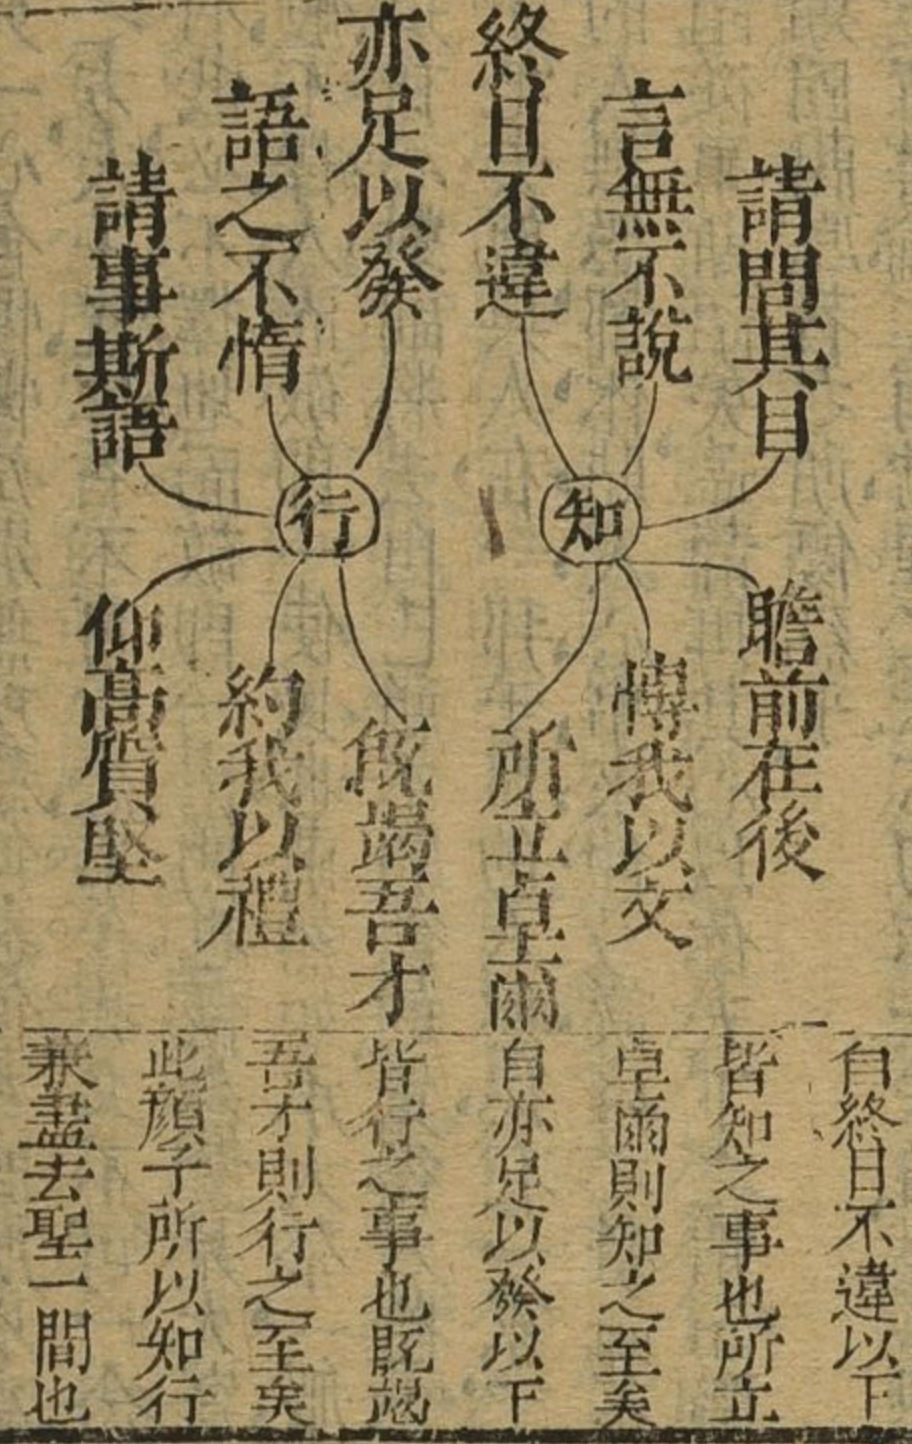 請問其目
言無不說
終日不違
知
瞻前在後
博我以文
所立卓爾
亦足以發
語之不惰
請事斯語
行
既竭吾才
約我以禮
仰高鑽堅
自終日不違以下
皆知之事也所立
卓爾則知之至矣
自亦足以發以下
皆行之事也既竭
吾才則行之至矣
此顏子所以知行
兼盡去聖一間也